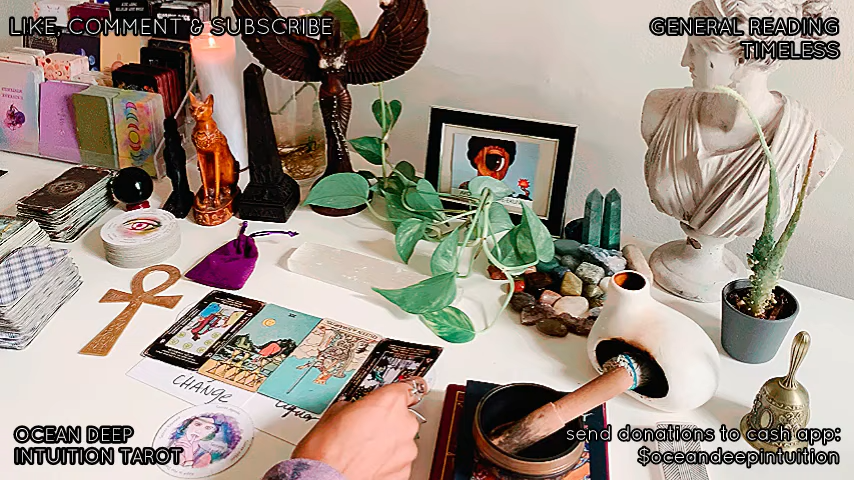 LIKE, COMMENT & SUBSCRIBE
GENERAL READING
TIMELESS
CHANGE
OCEAN DEEP
INTUITION TAROT
send donations to cash app:
$oceandeepintuition